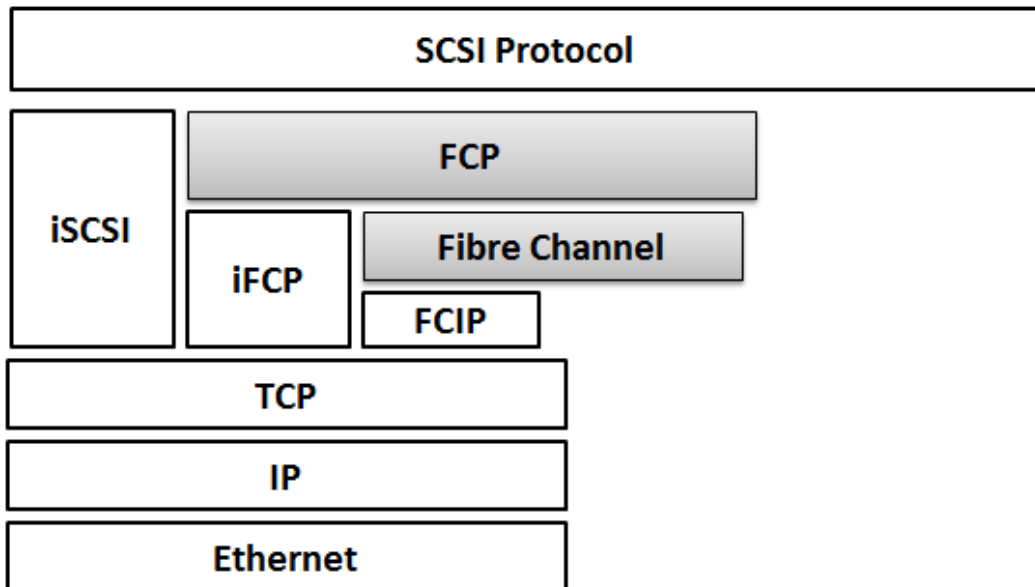 SCSI Protocol
FCP
iSCSI
Fibre Channel
iFCP
FCIP
TCP
IP
Ethernet